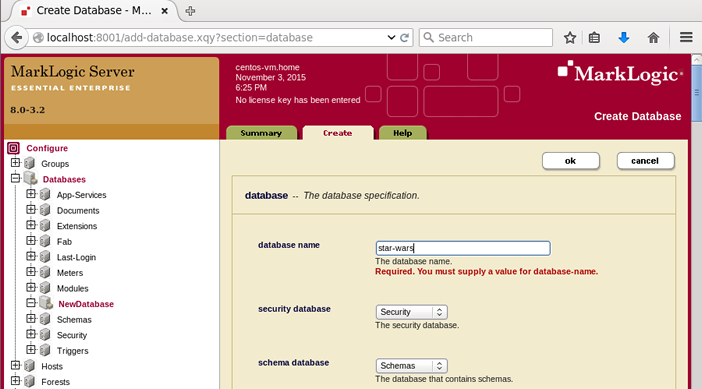 Create Database - M...
localhost:8001/add-database.xqy?section=database
Search
MarkLogic Server
ESSENTIAL ENTERPRISE
8.0-3.2
centos-vm.home
November 3, 2015
6:25 PM
No license key has been entered
MarkLogic®
Create Database
Summary
Create
Help
Configure
Groups
Databases
App-Services
Documents
Extensions
Fab
Last-Login
Meters
Modules
NewDatabase
Schemas
Security
Triggers
Hosts
Forests
ok
cancel
database -- The database specification.
database name
star-wars
The database name.
Required. You must supply a value for database-name.
security database
Security
The security database.
schema database
Schemas
The database that contains schemas.